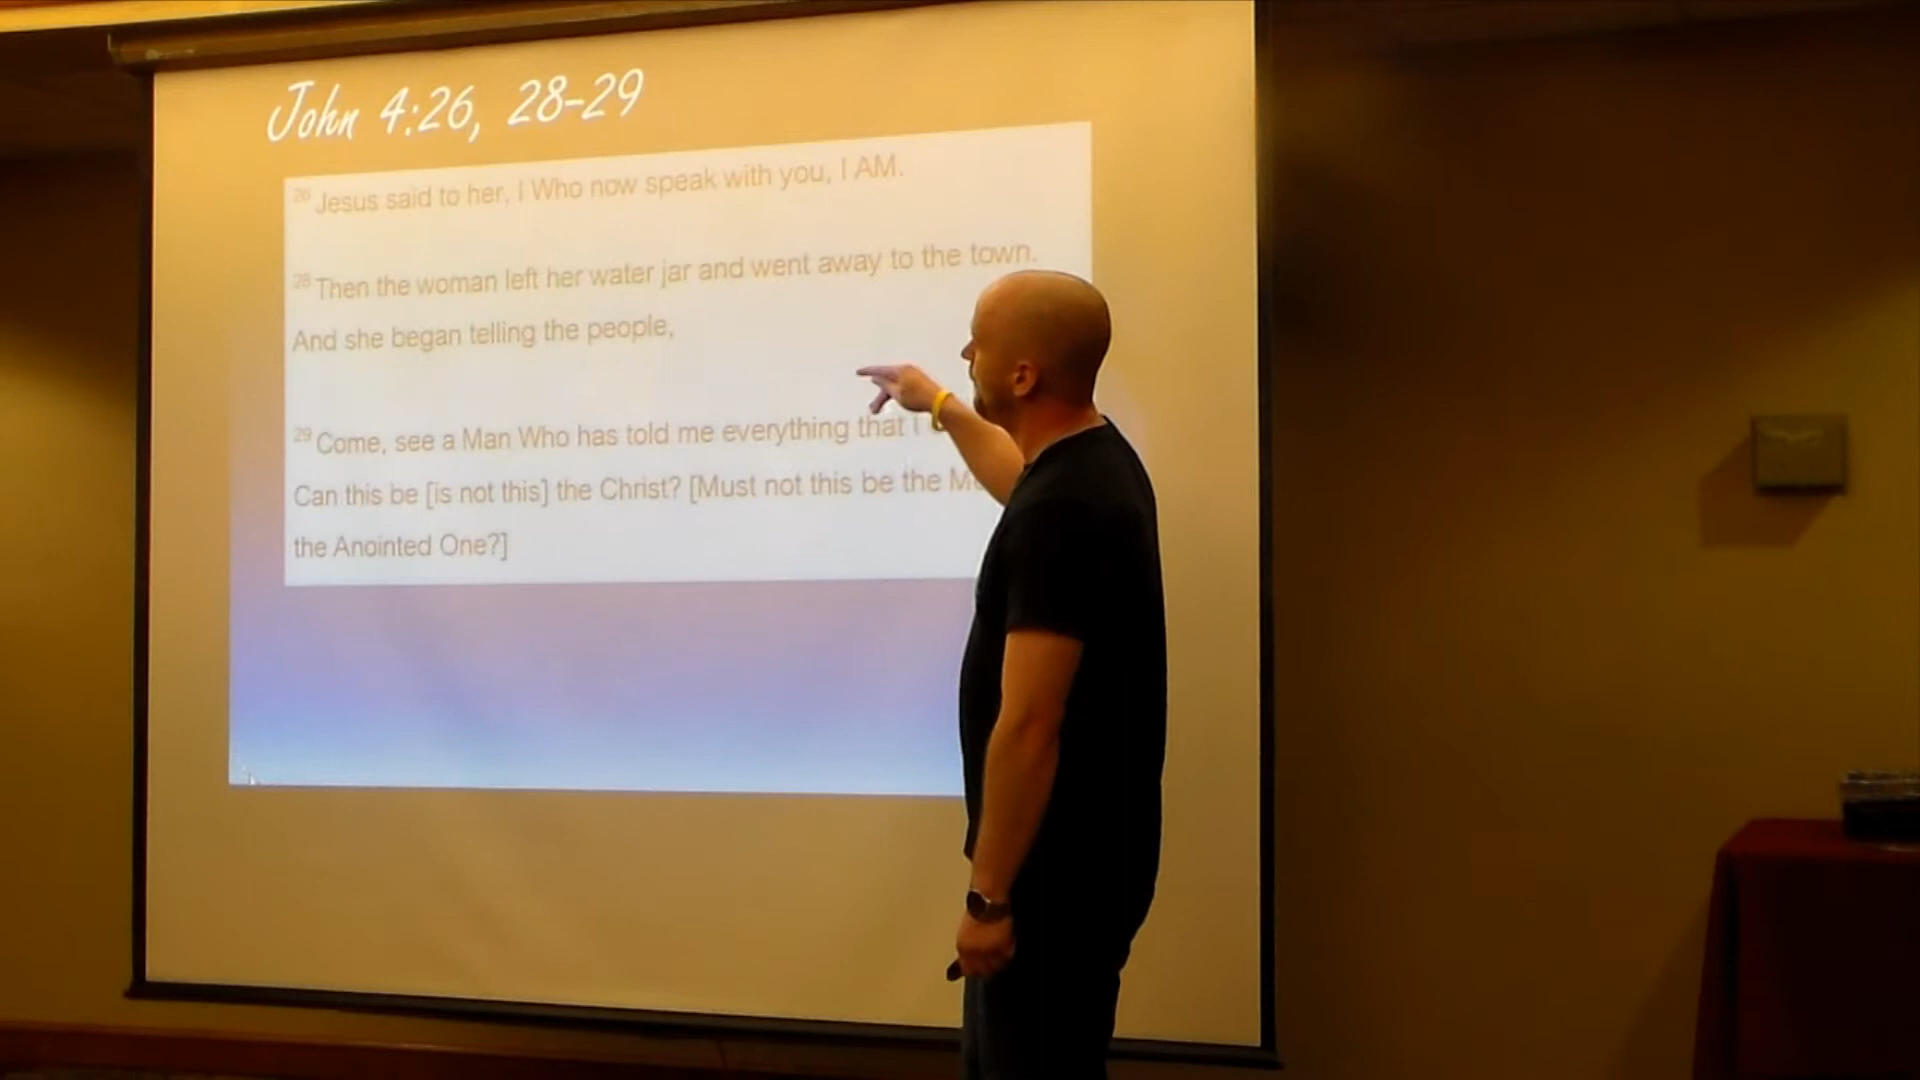 John 4:26, 28-29
26 Jesus said to her, I Who now speak with you, I AM.
28 Then the woman left her water jar and went away to the town.
And she began telling the people,
29 Come, see a Man Who has told me everything that I
Can this be [is not this] the Christ? [Must not this be the
the Anointed One?]